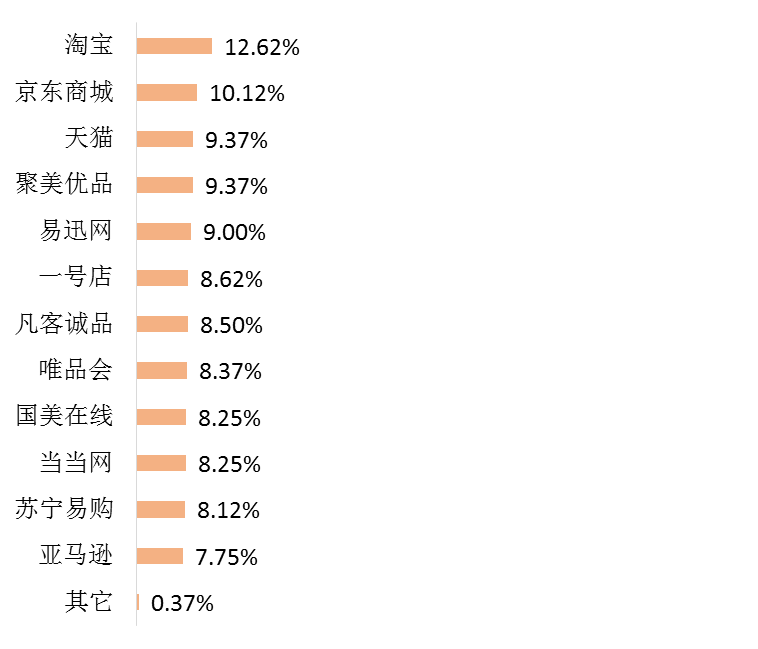 淘宝 12.62%
京东商城 10.12%
天猫 9.37%
聚美优品 9.37%
易迅网 9.00%
一号店 8.62%
凡客诚品 8.50%
唯品会 8.37%
国美在线 8.25%
当当网 8.25%
苏宁易购 8.12%
亚马逊 7.75%
其它 0.37%